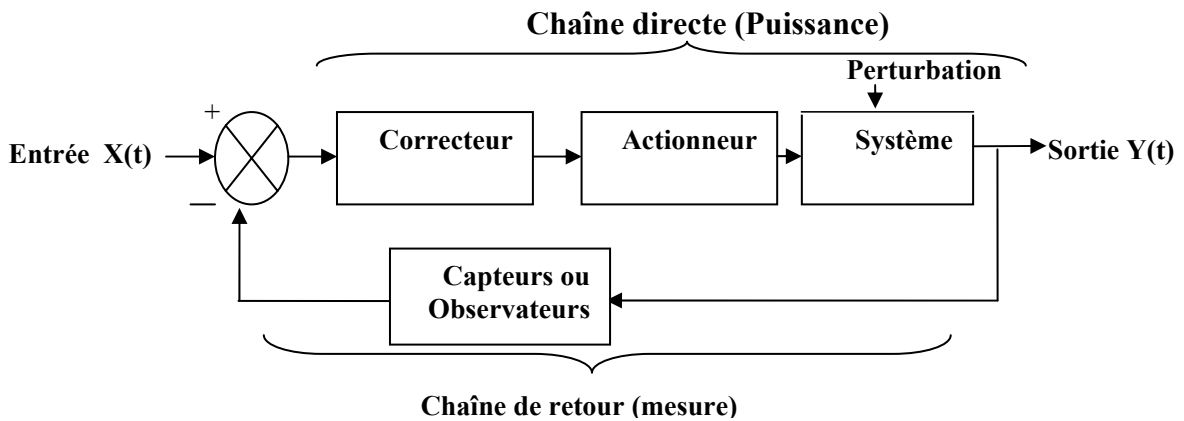 Chaîne directe (Puissance)
Perturbation
+
Correcteur
Actionneur
Système
Entrée X(t)
Sortie Y(t)
–
Capteurs ou
Observateurs
Chaîne de retour (mesure)